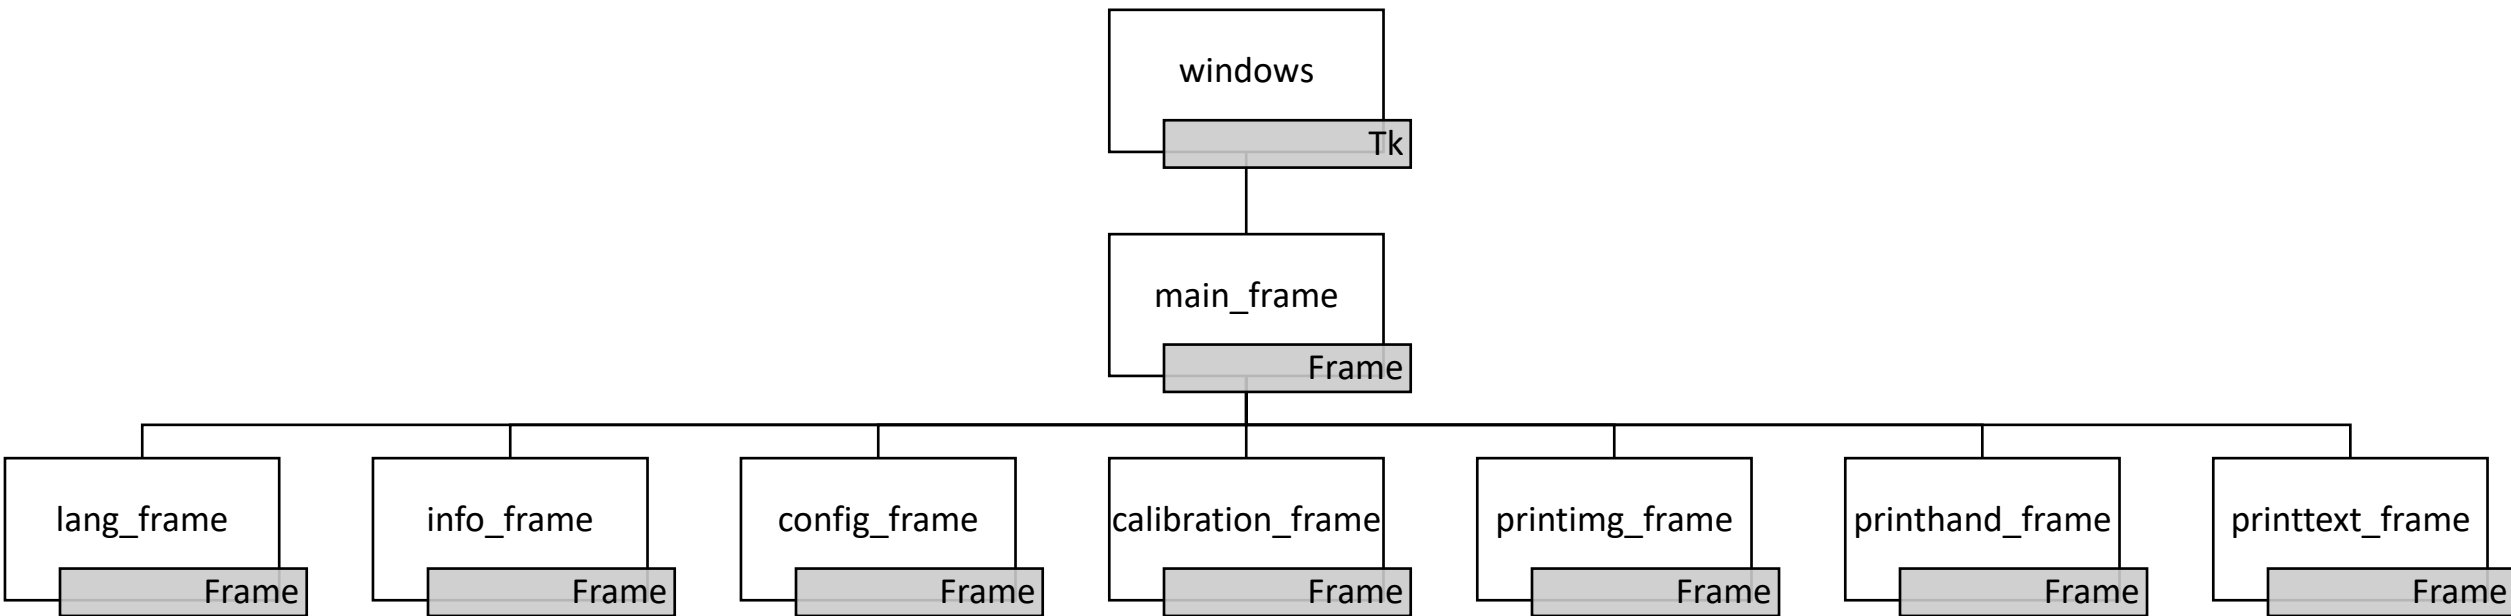 windows
Tk
main_frame
Frame
lang_frame
Frame
info_frame
Frame
config_frame
Frame
calibration_frame
Frame
printimg_frame
Frame
printhand_frame
Frame
printtext_frame
Frame